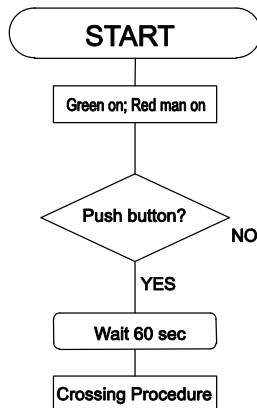 START
Green on; Red man on
Push button?
NO
YES
Wait 60 sec
Crossing Procedure